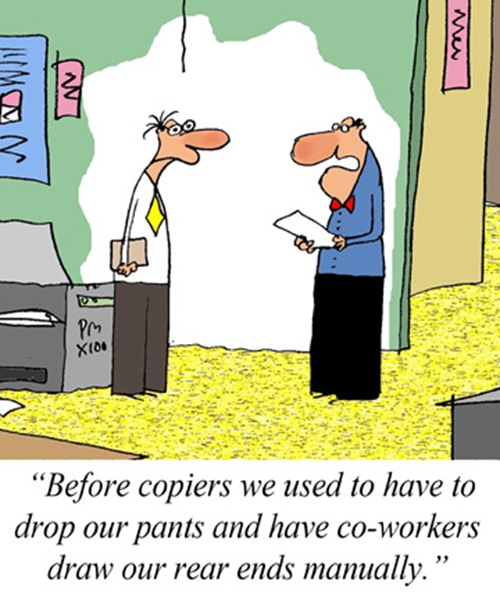 Pm
X100
“Before copiers we used to have to
drop our pants and have co-workers
draw our rear ends manually.”